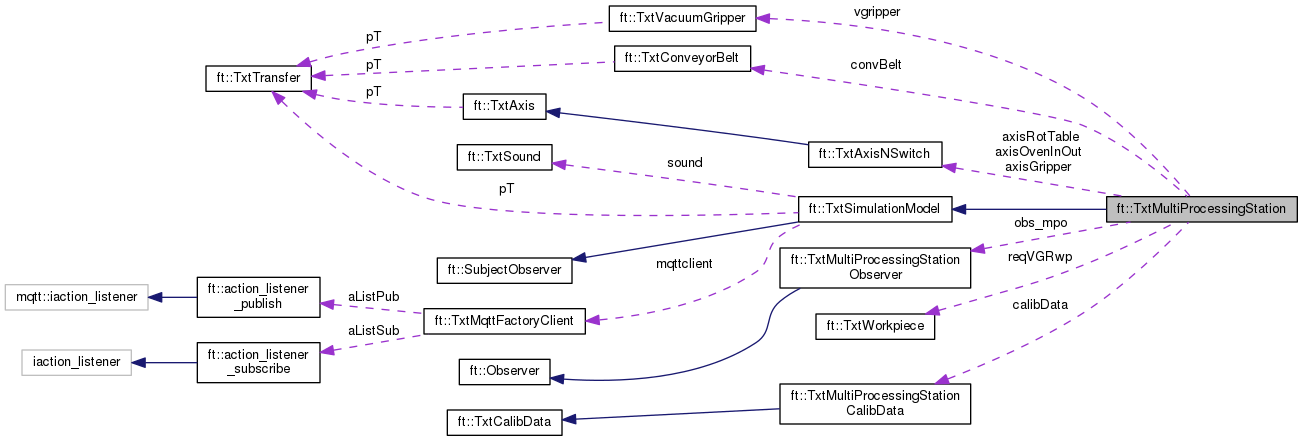 ft::TxtVacuumGripper
vgripper
pT
ft::TxtConveyorBelt
convBelt
pT
ft::TxtTransfer
pT
ft::TxtAxis
axisRotTable
axisOvenInOut
axisGripper
ft::TxtAxisNSwitch
ft::TxtSound
sound
pT
ft::TxtSimulationModel
ft::TxtMultiProcessingStation
obs_mpo
ft::SubjectObserver
mqttclient
ft::TxtMultiProcessingStation
Observer
reqVGRwp
mqtt::iaction_listener
ft::action_listener
_publish
aListPub
calibData
ft::TxtMqttFactoryClient
ft::TxtWorkpiece
aListSub
iaction_listener
ft::action_listener
_subscribe
ft::Observer
ft::TxtMultiProcessingStation
CalibData
ft::TxtCalibData